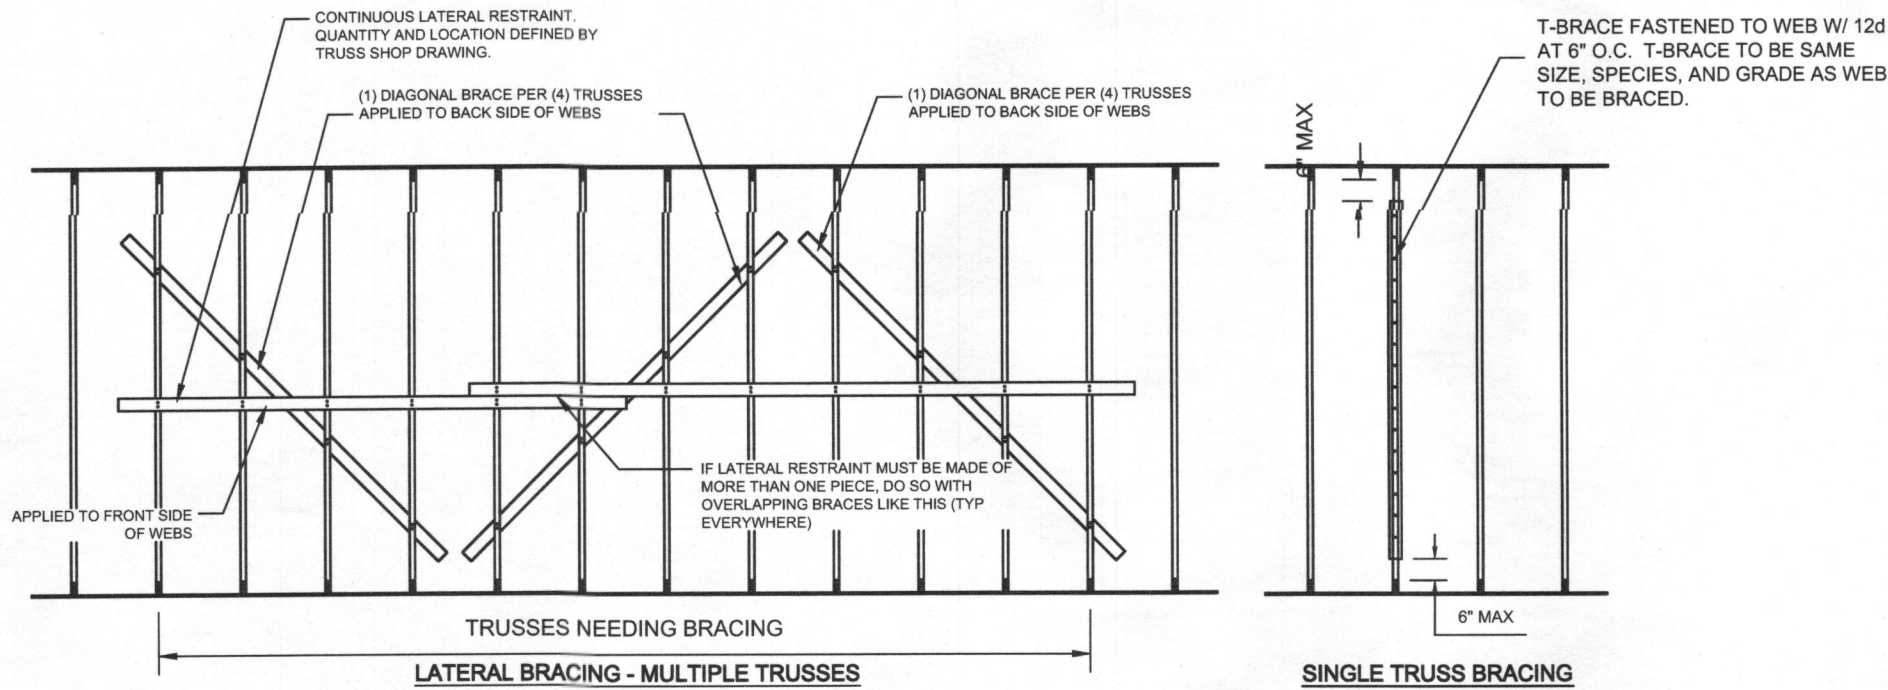 CONTINUOUS LATERAL RESTRAINT.
QUANTITY AND LOCATION DEFINED BY
TRUSS SHOP DRAWING.
(1) DIAGONAL BRACE PER (4) TRUSSES
APPLIED TO BACK SIDE OF WEBS
(1) DIAGONAL BRACE PER (4) TRUSSES
APPLIED TO BACK SIDE OF WEBS
APPLIED TO FRONT SIDE
OF WEBS
IF LATERAL RESTRAINT MUST BE MADE OF
MORE THAN ONE PIECE, DO SO WITH
OVERLAPPING BRACES LIKE THIS (TYP
EVERYWHERE)
TRUSSES NEEDING BRACING
LATERAL BRACING - MULTIPLE TRUSSES
T-BRACE FASTENED TO WEB W/ 12d
AT 6" O.C. T-BRACE TO BE SAME
SIZE, SPECIES, AND GRADE AS WEB
TO BE BRACED.
6" MAX
6" MAX
SINGLE TRUSS BRACING